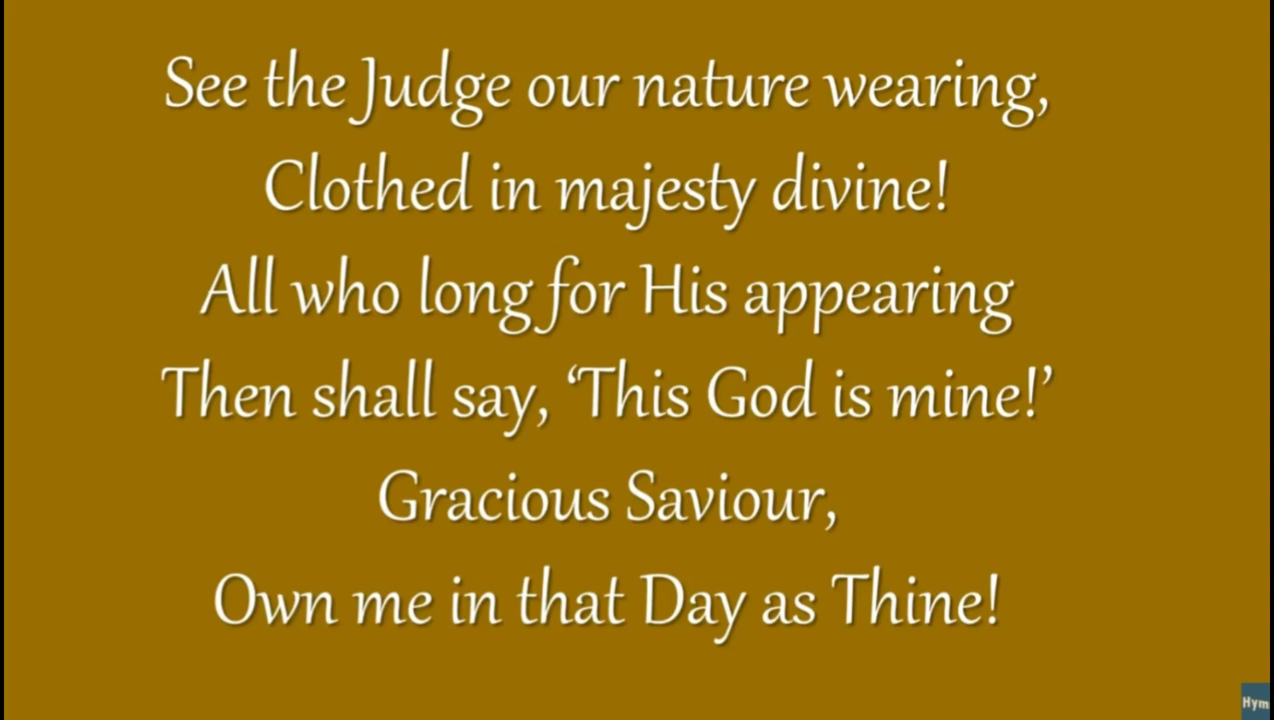 See the Judge our nature wearing,
Clothed in majesty divine!
All who long for His appearing
Then shall say, ‘This God is mine!’
Gracious Saviour,
Own me in that Day as Thine!
Hym